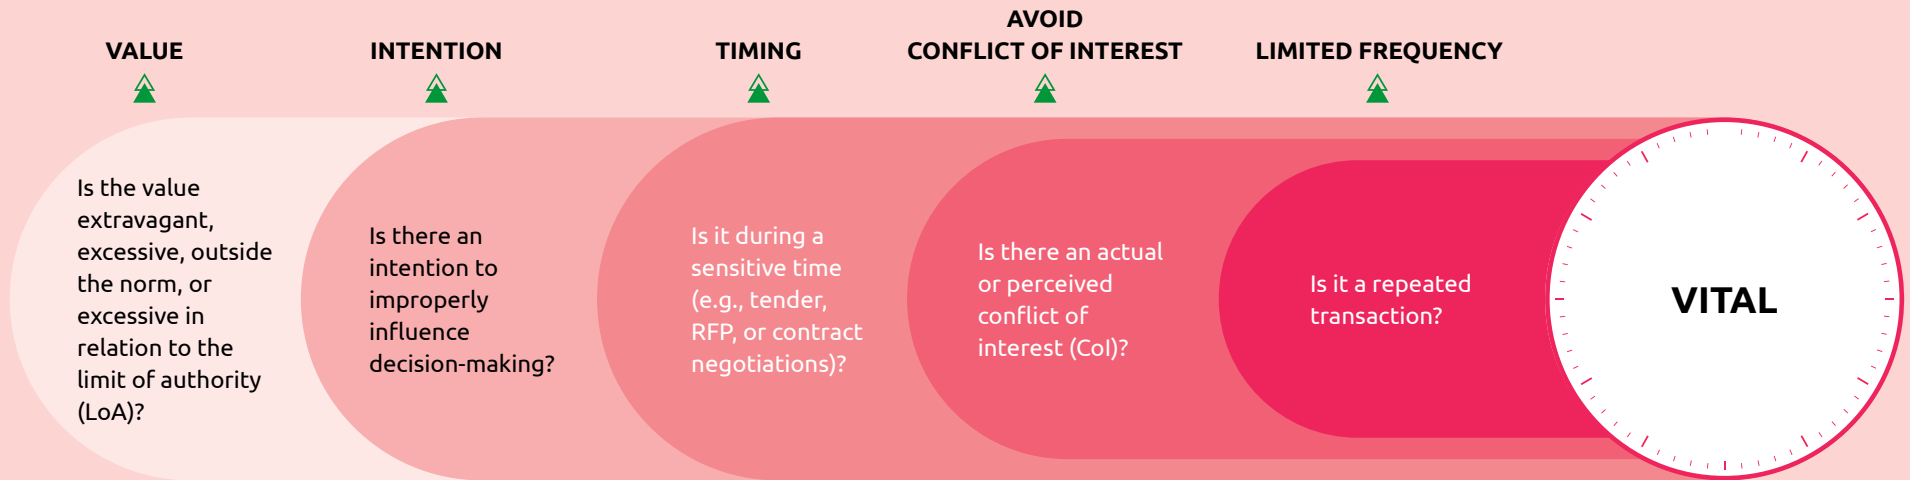 VALUE
Is the value
extravagant,
excessive, outside
the norm, or
excessive in
relation to the
limit of authority
(LoA)?
INTENTION
Is there an
intention to
improperly
influence
decision-making?
TIMING
Is it during a
sensitive time
(e.g., tender,
RFP, or contract
negotiations)?
AVOID
CONFLICT OF INTEREST
Is there an actual
or perceived
conflict of
interest (CoI)?
LIMITED FREQUENCY
Is it a repeated
transaction?
VITAL